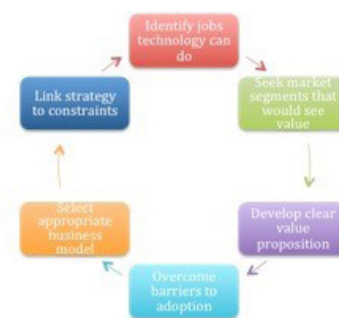 Identify jobs
technology can
do
Seek market
segments that
would see
value
Develop clear
value
proposition
Overcome
barriers to
adoption
Select
appropriate
business
model
Link strategy
to constraints